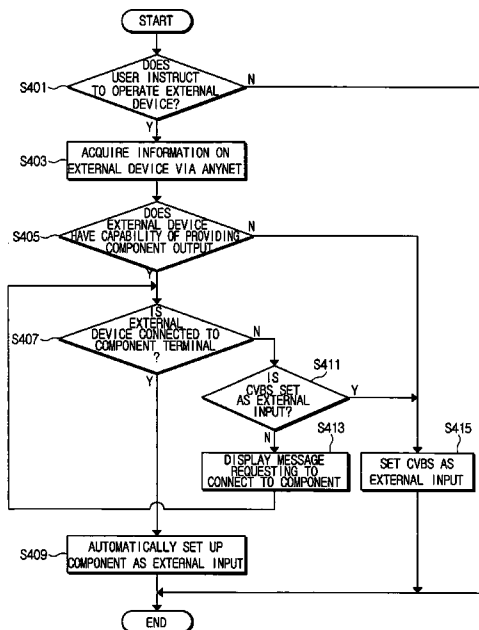 START
DOES
USER INSTRUCT
TO OPERATE EXTERNAL
DEVICE?
N
S401
Y
ACQUIRE INFORMATION ON
EXTERNAL DEVICE VIA ANYNET
S403
DOES
EXTERNAL DEVICE
HAVE CAPABILITY OF PROVIDING
COMPONENT OUTPUT
N
S405
Y
IS
EXTERNAL
DEVICE CONNECTED TO
COMPONENT TERMINAL
?
N
S407
Y
S411
IS
CVBS SET
AS EXTERNAL
INPUT?
Y
N
S413
DISPLAY MESSAGE
REQUESTING TO
CONNECT TO COMPONENT
S415
SET CVBS AS
EXTERNAL INPUT
S409
AUTOMATICALLY SET UP
COMPONENT AS EXTERNAL INPUT
END